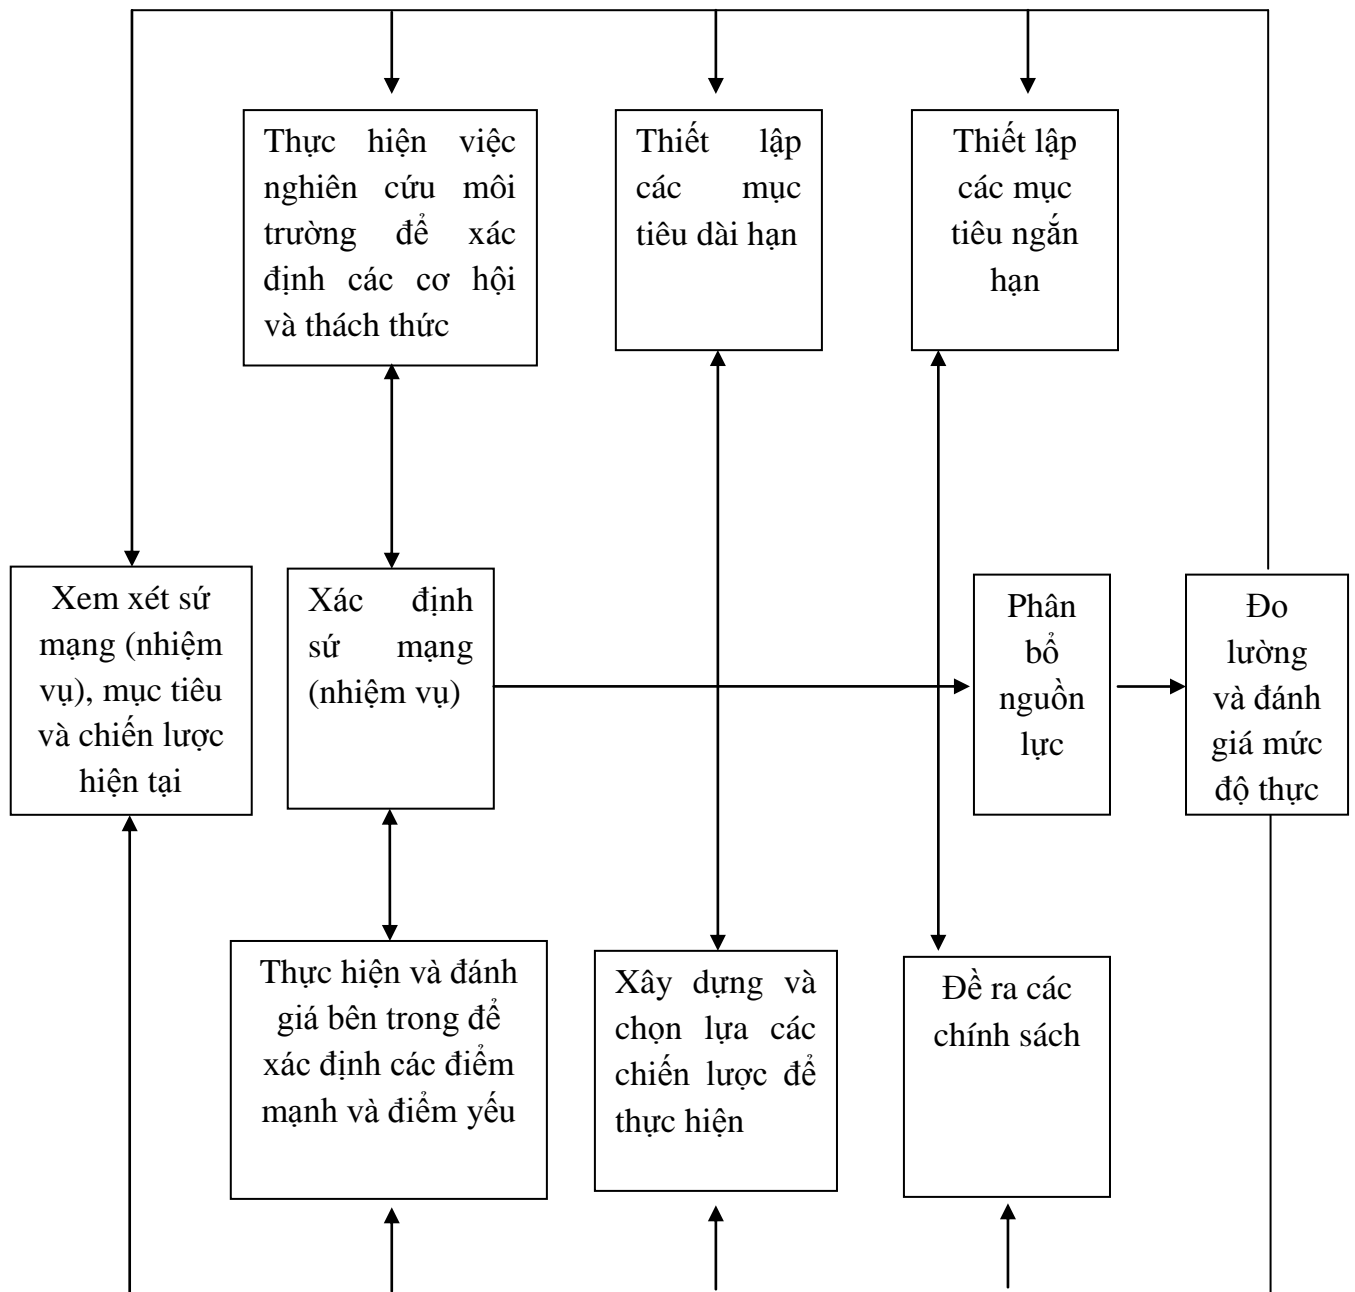 Thực hiện việc
nghiên cứu môi
trường để xác
định các cơ hội
và thách thức
Thiết lập
các mục
tiêu dài hạn
Thiết lập
các mục
tiêu ngắn
hạn
Xem xét sứ
mạng (nhiệm
vụ), mục tiêu
và chiến lược
hiện tại
Xác định
sứ mạng
(nhiệm vụ)
Phân
bổ
nguồn
lực
Đo
lường
và đánh
giá mức
độ thực
Thực hiện và đánh
giá bên trong để
xác định các điểm
mạnh và điểm yếu
Xây dựng và
chọn lựa các
chiến lược để
thực hiện
Đề ra các
chính sách